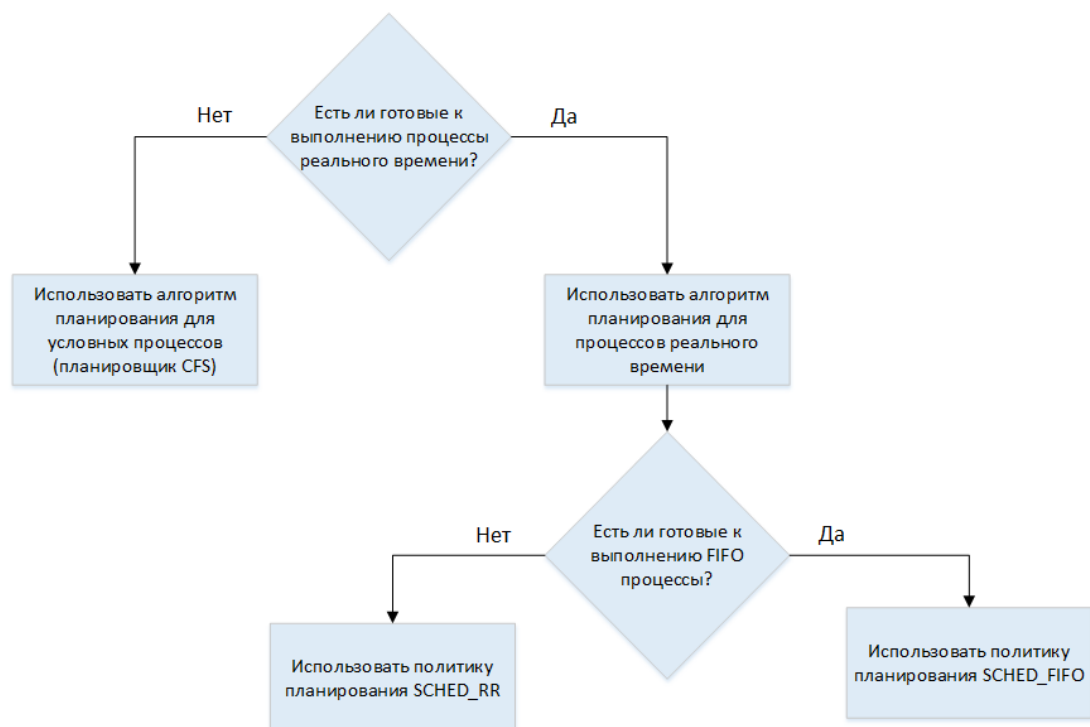 Есть ли готовые к
выполнению процессы
реального времени?
Нет
Да
Использовать алгоритм
планирования для
условных процессов
(планировщик CFS)
Использовать алгоритм
планирования для
процессов реального
времени
Есть ли готовые к
выполнению FIFO
процессы?
Нет
Да
Использовать политику
планирования SCHED_RR
Использовать политику
планирования SCHED_FIFO